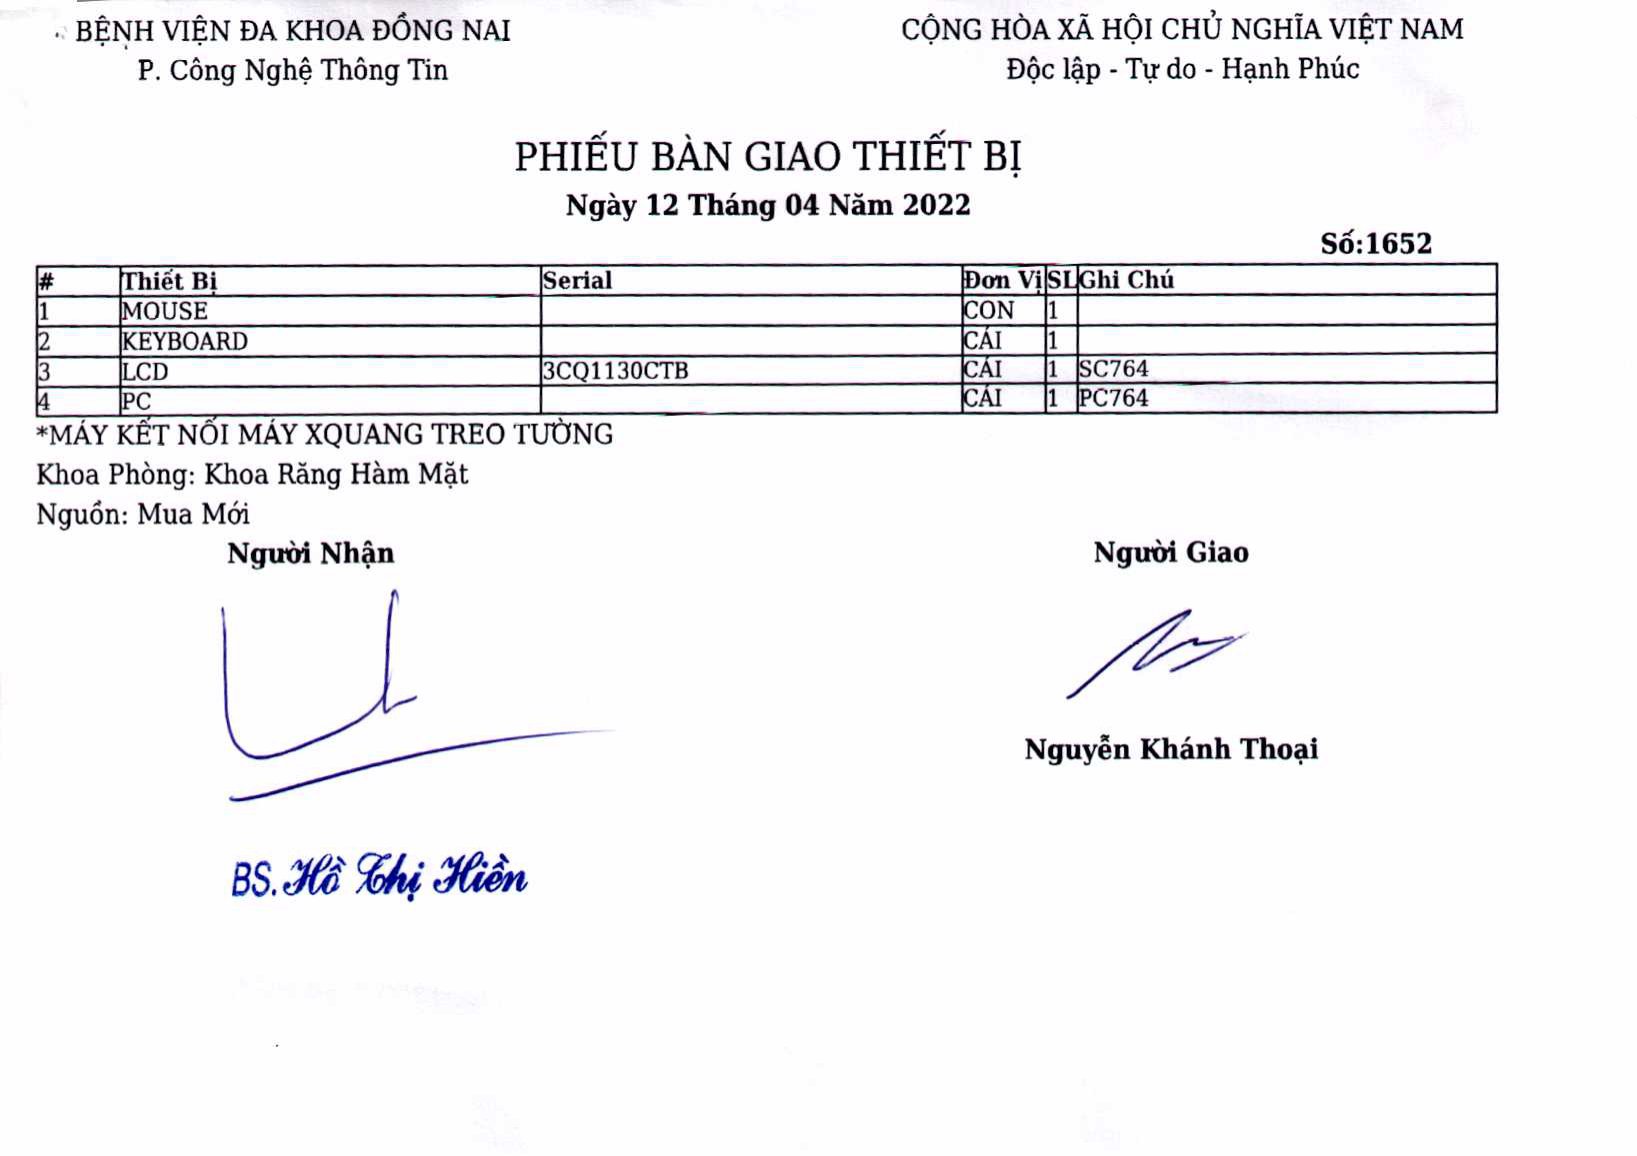 BỆNH VIỆN ĐA KHOA ĐỒNG NAI
P. Công Nghệ Thông Tin
CỘNG HÒA XÃ HỘI CHỦ NGHĨA VIỆT NAM
Độc lập - Tự do - Hạnh Phúc
PHIẾU BÀN GIAO THIẾT BỊ
Ngày 12 Tháng 04 Năm 2022
Số:1652
# Thiết Bị Serial Đơn Vị SL Ghi Chú
1 MOUSE CON 1
2 KEYBOARD CÁI 1
3 LCD 3CQ1130CTB CÁI 1 SC764
4 PC CÁI 1 PC764
*MÁY KẾT NỐI MÁY XQUANG TREO TƯỜNG
Khoa Phòng: Khoa Răng Hàm Mặt
Nguồn: Mua Mới
Người Nhận
Người Giao
Nguyễn Khánh Thoại
BS. Hồ Thị Hiền